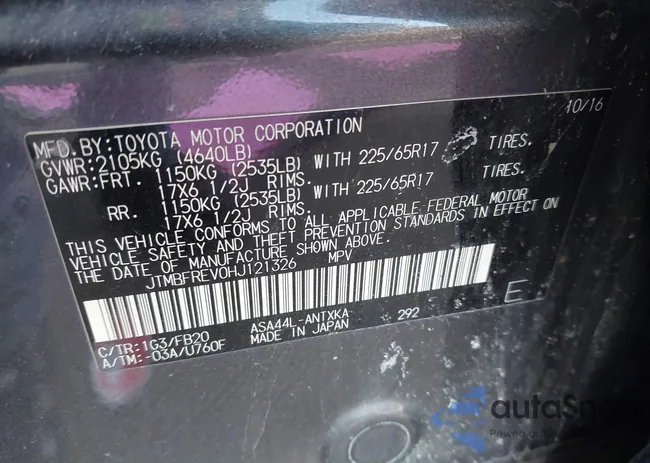 10/16
MFD.BY:TOYOTA MOTOR CORPORATION
GVWR:2105KG (4640LB)
GAWR:FRT. 1150KG (2535LB) WITH 225/65R17 TIRES.
17X6 1/2J RIMS.
RR. 1150KG (2535LB) WITH 225/65R17 TIRES.
17X6 1/2J RIMS.
THIS VEHICLE CONFORMS TO ALL APPLICABLE FEDERAL MOTOR
VEHICLE SAFETY AND THEFT PREVENTION STANDARDS IN EFFECT ON
THE DATE OF MANUFACTURE SHOWN ABOVE.
JTMBFREV0HJ121326 MPV
E
C/TR:1G3/FB20 ASA44L-ANTXKA 292
A/TM:-03A/U760F MADE IN JAPAN